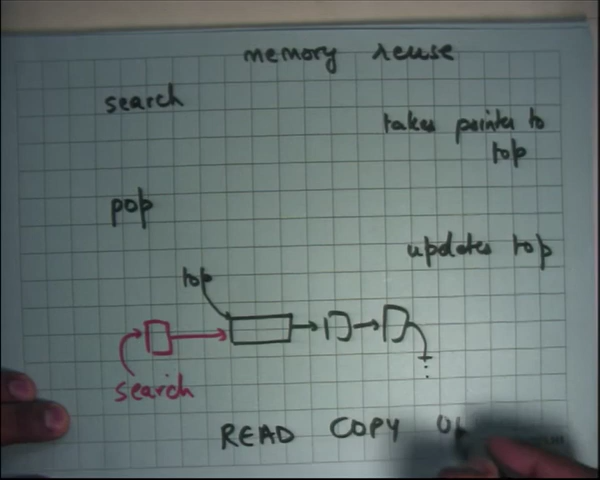 memory reuse
search
takes pointer to
top
pop
updates top
top
search
READ COPY